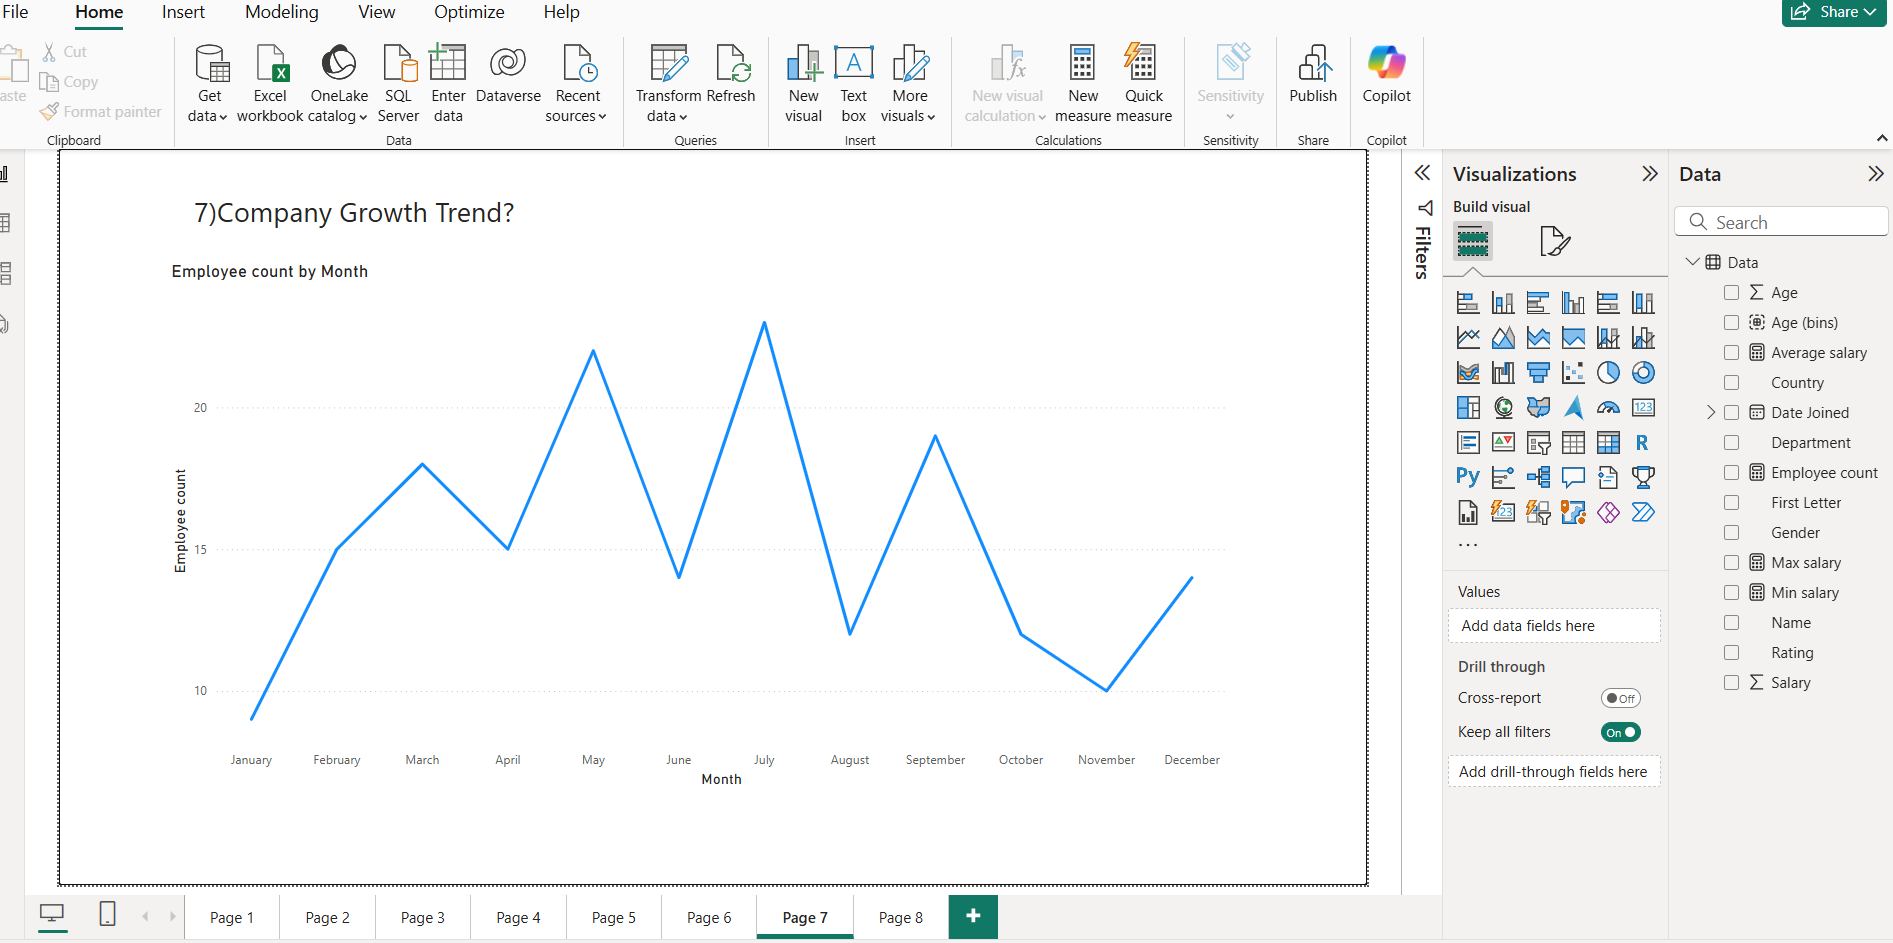 File Home Insert Modeling View Optimize Help Share
Cut
Copy
Format painter
Clipboard
Get data
Excel workbook
OneLake catalog
SQL Server
Enter data
Dataverse
Recent sources
Data
Transform data
Refresh
Queries
New visual
A
Text box
More visuals
Insert
New visual calculation
New measure
Quick measure
Calculations
Sensitivity
Sensitivity
Publish
Share
Copilot
Copilot
7)Company Growth Trend?
Employee count by Month
Employee count
20
15
10
January February March April May June July August September October November December
Month
Filters
Visualizations
Build visual
123
R
Py
123
...
Values
Add data fields here
Drill through
Cross-report Off
Keep all filters On
Add drill-through fields here
Data
Search
Data
Age
Age (bins)
Average salary
Country
Date Joined
Department
Employee count
First Letter
Gender
Max salary
Min salary
Name
Rating
Salary
Page 1 Page 2 Page 3 Page 4 Page 5 Page 6 Page 7 Page 8 +